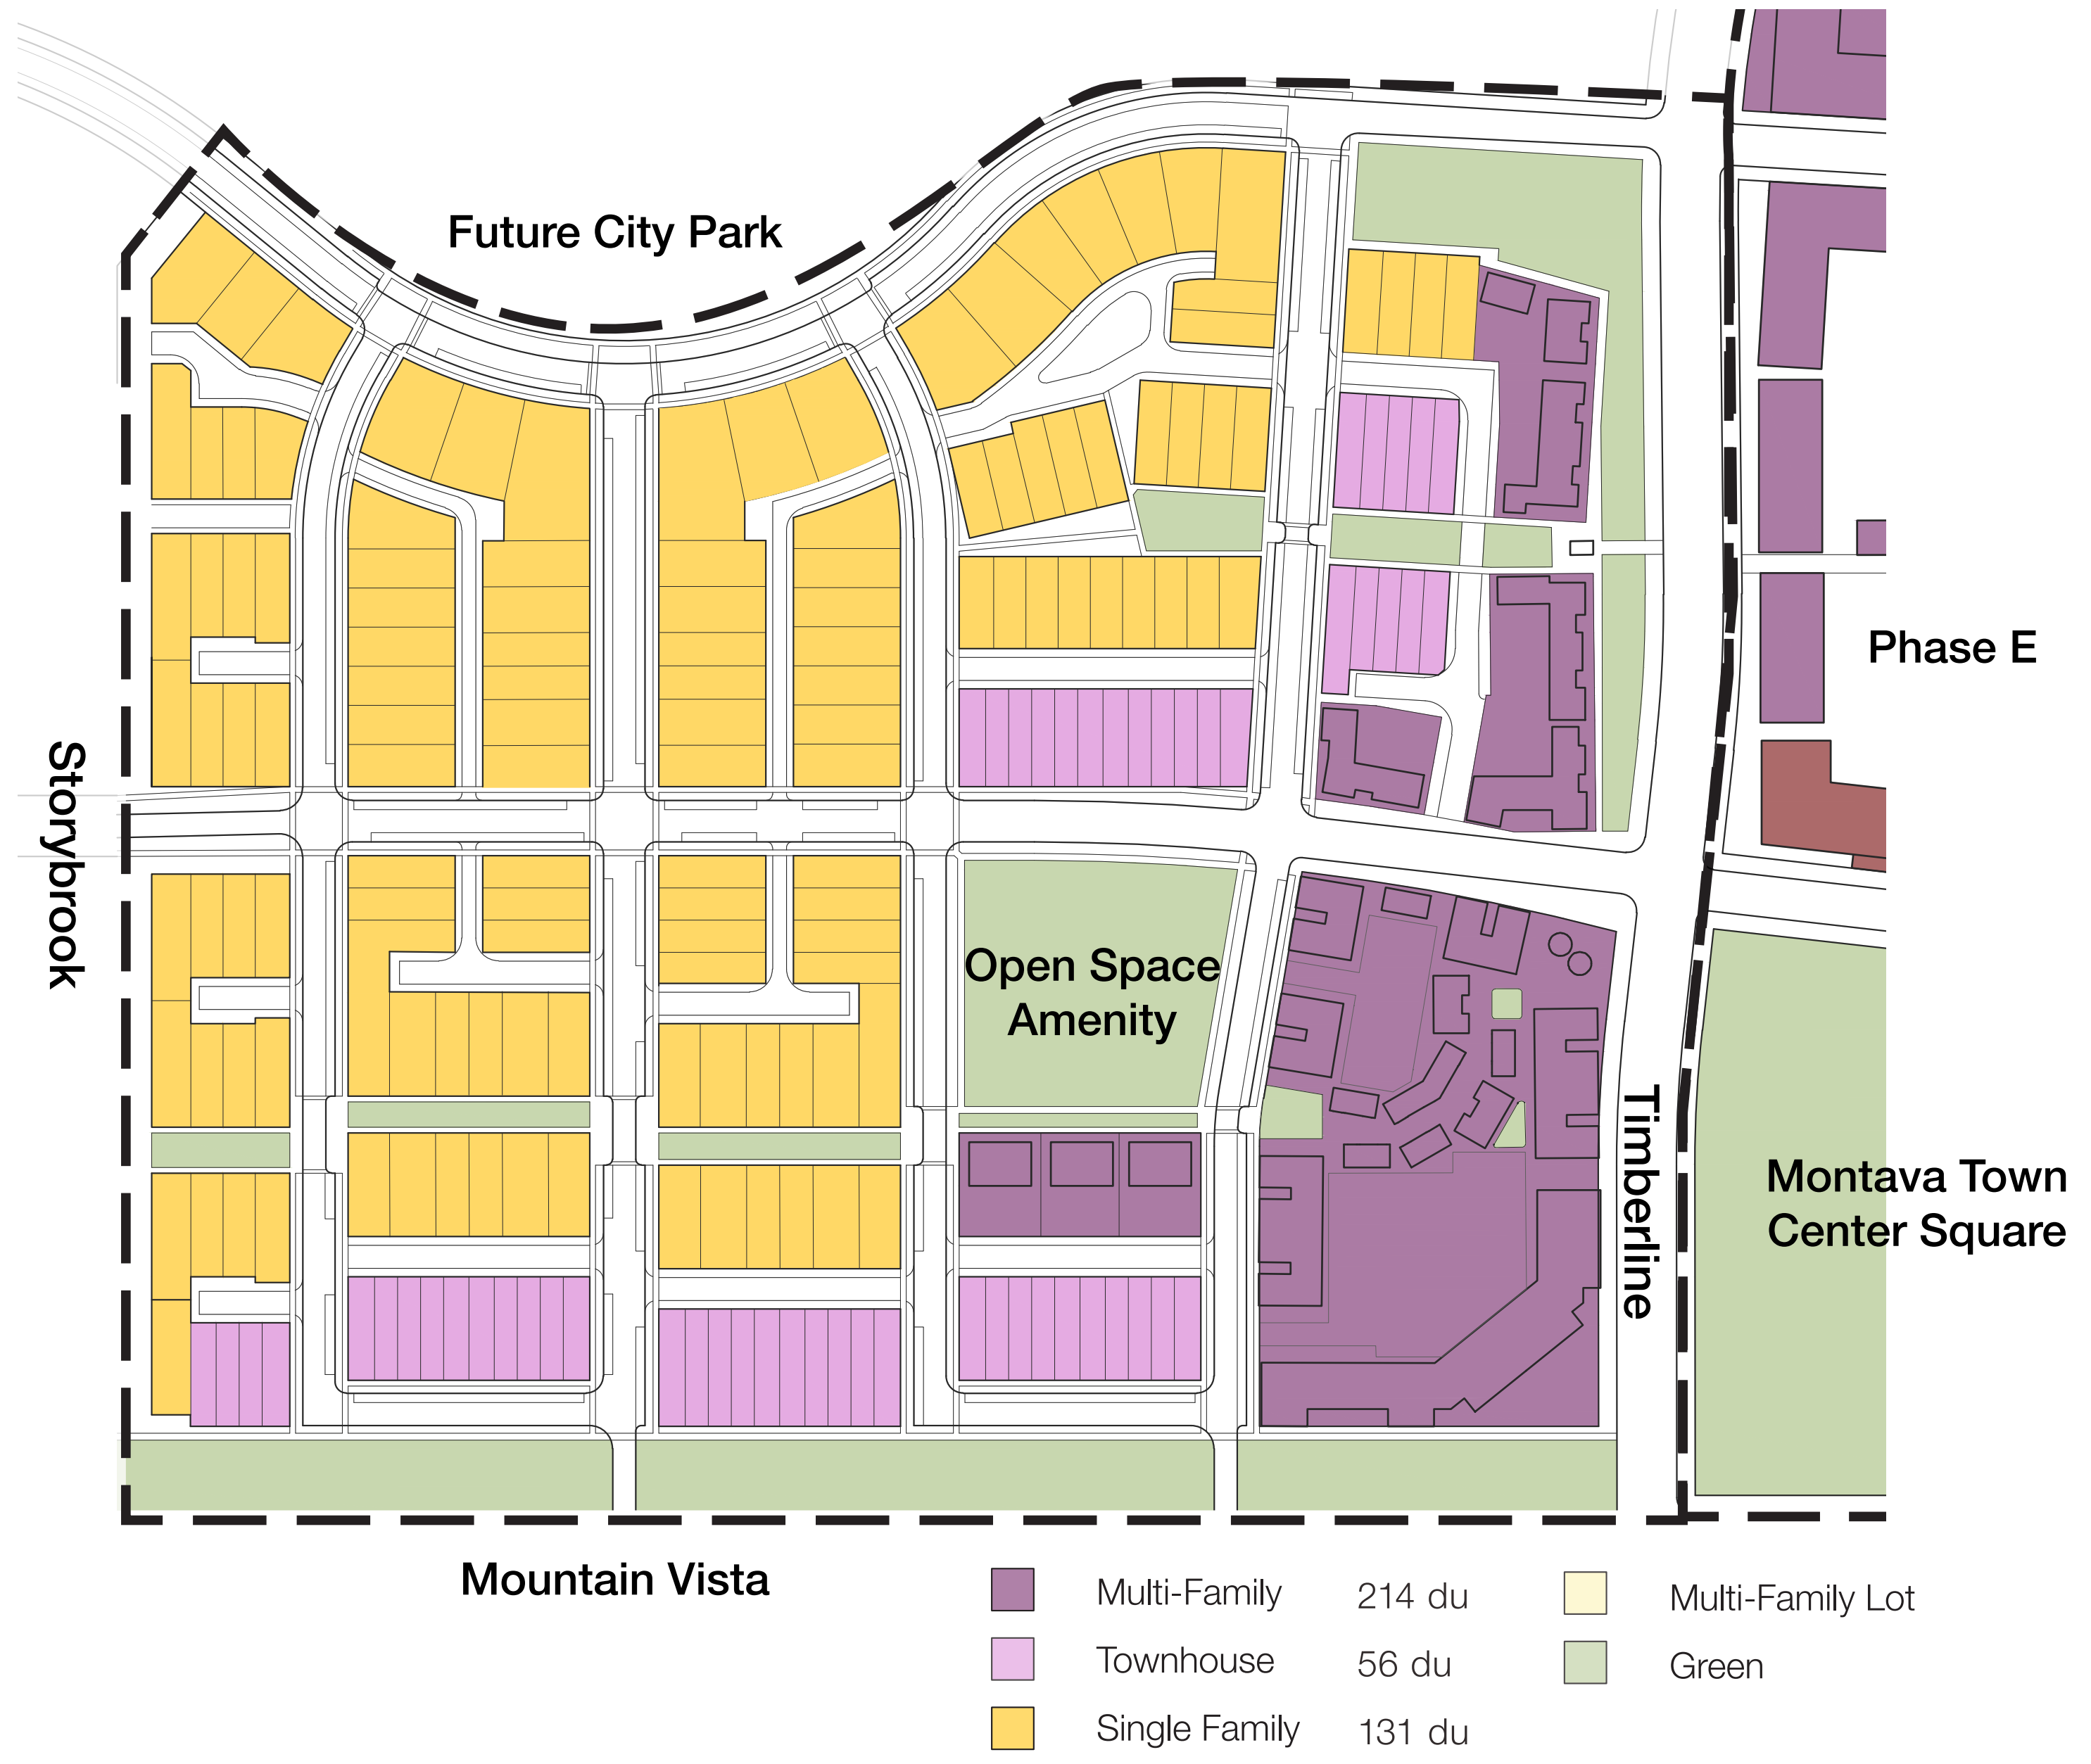 Future City Park
Phase E
Storybrook
Open Space
Amenity
Timberline
Montava Town
Center Square
Mountain Vista
Multi-Family 214 du
Townhouse 56 du
Single Family 131 du
Multi-Family Lot
Green